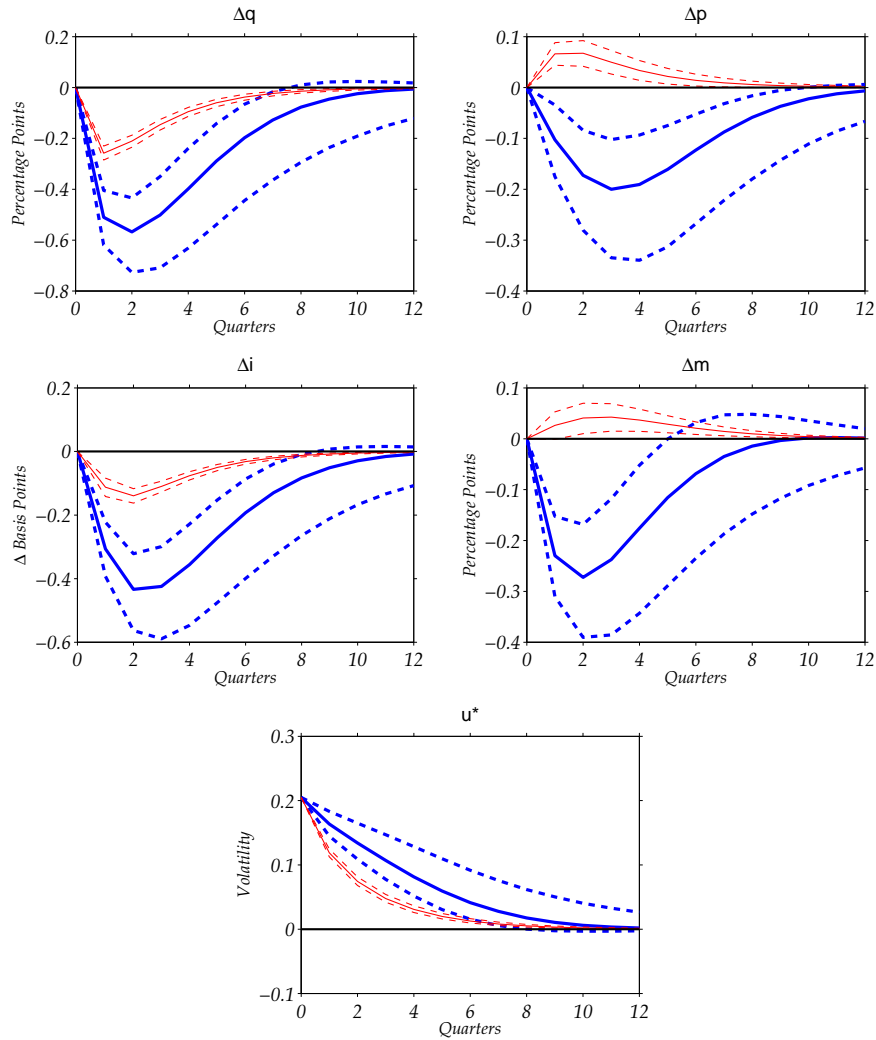 Δq
Percentage Points
0.2
0
−0.2
−0.4
−0.6
−0.8
0 2 4 6 8 10 12
Quarters
Δp
Percentage Points
0.1
0
−0.1
−0.2
−0.3
−0.4
0 2 4 6 8 10 12
Quarters
Δi
Δ Basis Points
0.2
0
−0.2
−0.4
−0.6
0 2 4 6 8 10 12
Quarters
Δm
Percentage Points
0.1
0
−0.1
−0.2
−0.3
−0.4
0 2 4 6 8 10 12
Quarters
u*
Volatility
0.3
0.2
0.1
0
−0.1
0 2 4 6 8 10 12
Quarters